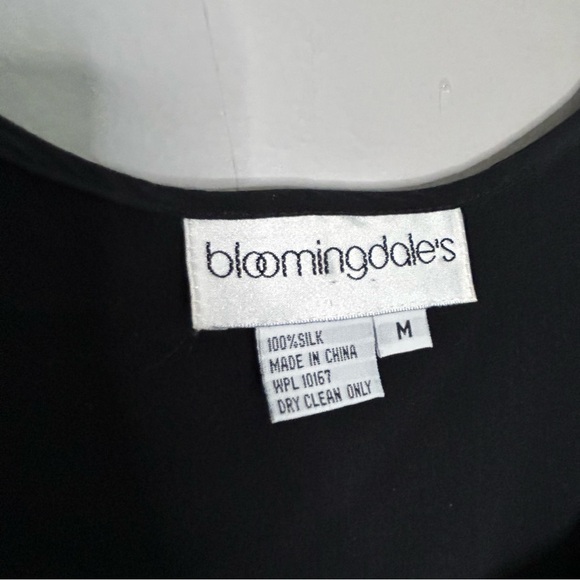 bloomingdale's
M
100% SILK
MADE IN CHINA
WPL 10167
DRY CLEAN ONLY